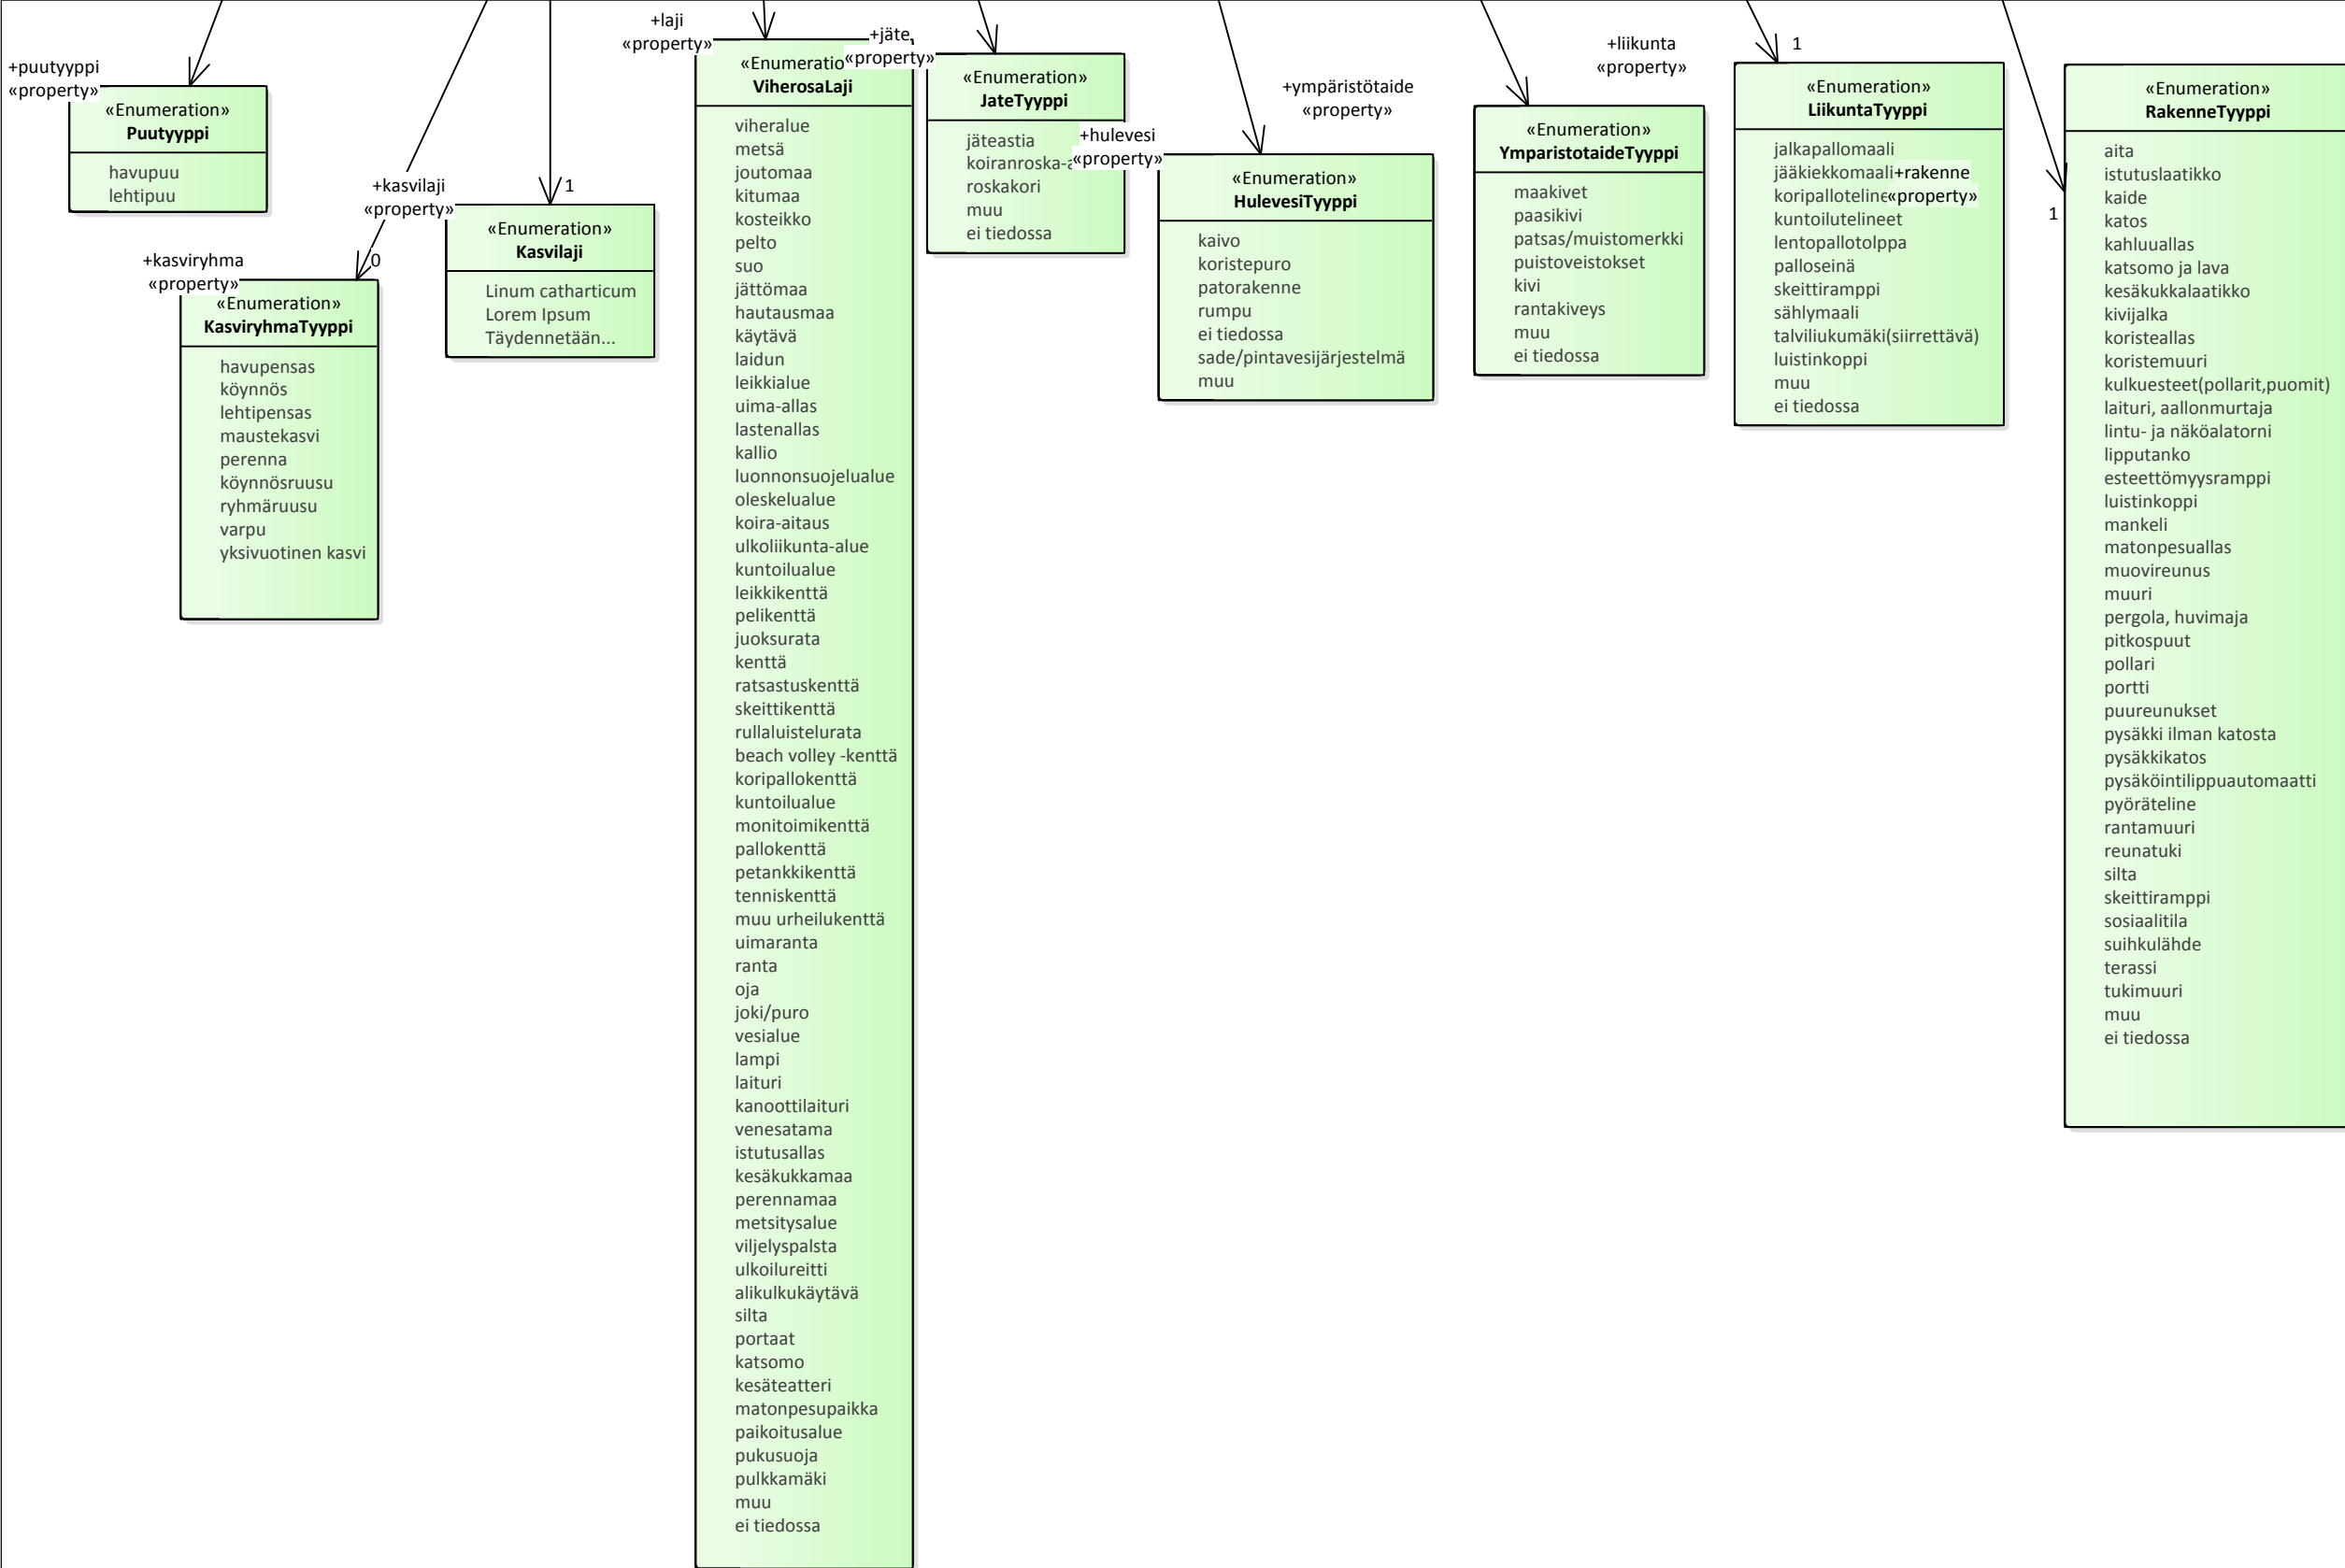 +puutyyppi
«property»
«Enumeration»
Puutyyppi
havupuu
lehtipuu
+kasviryhma
«property»
0
«Enumeration»
KasviryhmaTyyppi
havupensas
köynnös
lehtipensas
maustekasvi
perenna
köynnösruusu
ryhmäruusu
varpu
yksivuotinen kasvi
+kasvilaji
«property»
1
«Enumeration»
Kasvilaji
Linum catharticum
Lorem Ipsum
Täydennetään...
+laji
«property»
«Enumeratio
ViherosaLaji
viheralue
metsä
joutomaa
kitumaa
kosteikko
pelto
suo
jättömaa
hautausmaa
käytävä
laidun
leikkialue
uima-allas
lastenallas
kallio
luonnonsuojelualue
oleskelualue
koira-aitaus
ulkoliikunta-alue
kuntoilualue
leikkikenttä
pelikenttä
juoksurata
kenttä
ratsastuskenttä
skeittikenttä
rullaluistelurata
beach volley -kenttä
koripallokenttä
kuntoilualue
monitoimikenttä
pallokenttä
petankkikenttä
tenniskenttä
muu urheilukenttä
uimaranta
ranta
oja
joki/puro
vesialue
lampi
laituri
kanoottilaituri
venesatama
istutusallas
kesäkukkamaa
perennamaa
metsitysalue
viljelyspalsta
ulkoilureitti
alikulkukäytävä
silta
portaat
katsomo
kesäteatteri
matonpesupaikka
paikoitusalue
pukusuoja
pulkkamäki
muu
ei tiedossa
+jäte
«property»
«Enumeration»
JateTyyppi
jäteastia
koiranroska-a
roskakori
muu
ei tiedossa
+hulevesi
«property»
«Enumeration»
HulevesiTyyppi
kaivo
koristepuro
patorakenne
rumpu
ei tiedossa
sade/pintavesijärjestelmä
muu
+ympäristötaide
«property»
«Enumeration»
YmparistotaideTyyppi
maakivet
paasikivi
patsas/muistomerkki
puistoveistokset
kivi
rantakiveys
muu
ei tiedossa
+liikunta
«property»
1
«Enumeration»
LiikuntaTyyppi
jalkapallomaali
jääkiekkomaali
koripalloteline
kuntoilutelineet
lentopallotolppa
palloseinä
skeittiramppi
sählymaali
talviliukumäki(siirrettävä)
luistinkoppi
muu
ei tiedossa
+rakenne
«property»
1
«Enumeration»
RakenneTyyppi
aita
istutuslaatikko
kaide
katos
kahluuallas
katsomo ja lava
kesäkukkalaatikko
kivijalka
koristeallas
koristemuuri
kulkuesteet(pollarit,puomit)
laituri, aallonmurtaja
lintu- ja näköalatorni
lipputanko
esteettömyysramppi
luistinkoppi
mankeli
matonpesuallas
muovireunus
muuri
pergola, huvimaja
pitkospuut
pollari
portti
puureunukset
pysäkki ilman katosta
pysäkkikatos
pysäköintilippuautomaatti
pyöräteline
rantamuuri
reunatuki
silta
skeittiramppi
sosiaalitila
suihkulähde
terassi
tukimuuri
muu
ei tiedossa